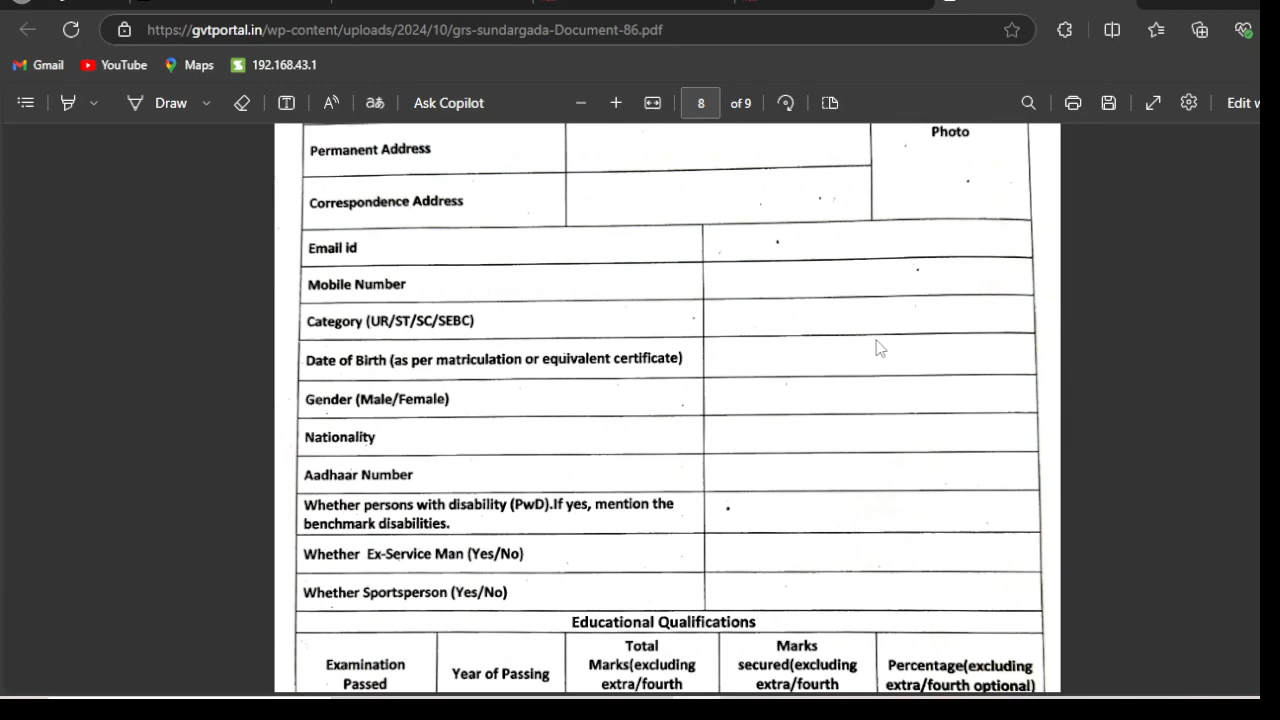 https://gvtportal.in/wp-content/uploads/2024/10/grs-sundargada-Document-86.pdf
Gmail YouTube Maps S 192.168.43.1
Draw Ask Copilot 8 of 9 Edit
Photo
Permanent Address
Correspondence Address
Email id
Mobile Number
Category (UR/ST/SC/SEBC)
Date of Birth (as per matriculation or equivalent certificate)
Gender (Male/Female)
Nationality
Aadhaar Number
Whether persons with disability (PwD).If yes, mention the
benchmark disabilities.
Whether Ex-Service Man (Yes/No)
Whether Sportsperson (Yes/No)
Educational Qualifications
Examination
Passed
Year of Passing
Total
Marks(excluding
extra/fourth
Marks
secured(excluding
extra/fourth
Percentage(excluding
extra/fourth optional)